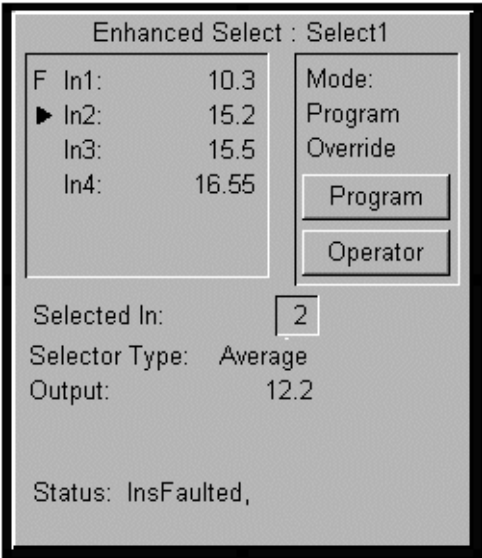 Enhanced Select : Select1
F In1: 10.3
In2: 15.2
In3: 15.5
In4: 16.55
Mode:
Program
Override
Program
Operator
Selected In: 2
Selector Type: Average
Output: 12.2
Status: InsFaulted,